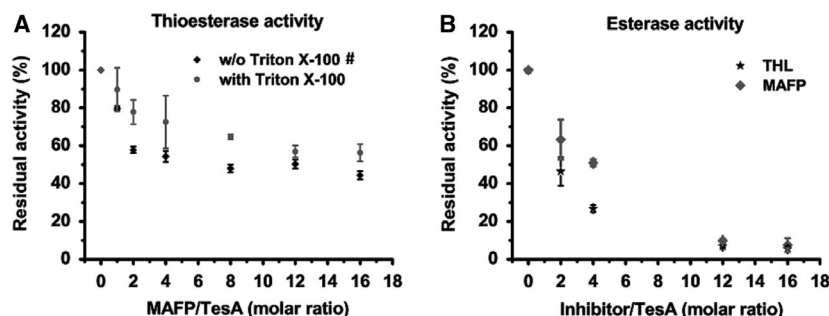 A
Thioesterase activity
w/o Triton X-100 #
with Triton X-100
Residual activity (%)
120
100
80
60
40
20
0
0 2 4 6 8 10 12 14 16 18
MAFP/TesA (molar ratio)
B
Esterase activity
THL
MAFP
Residual activity (%)
120
100
80
60
40
20
0
0 2 4 6 8 10 12 14 16 18
Inhibitor/TesA (molar ratio)